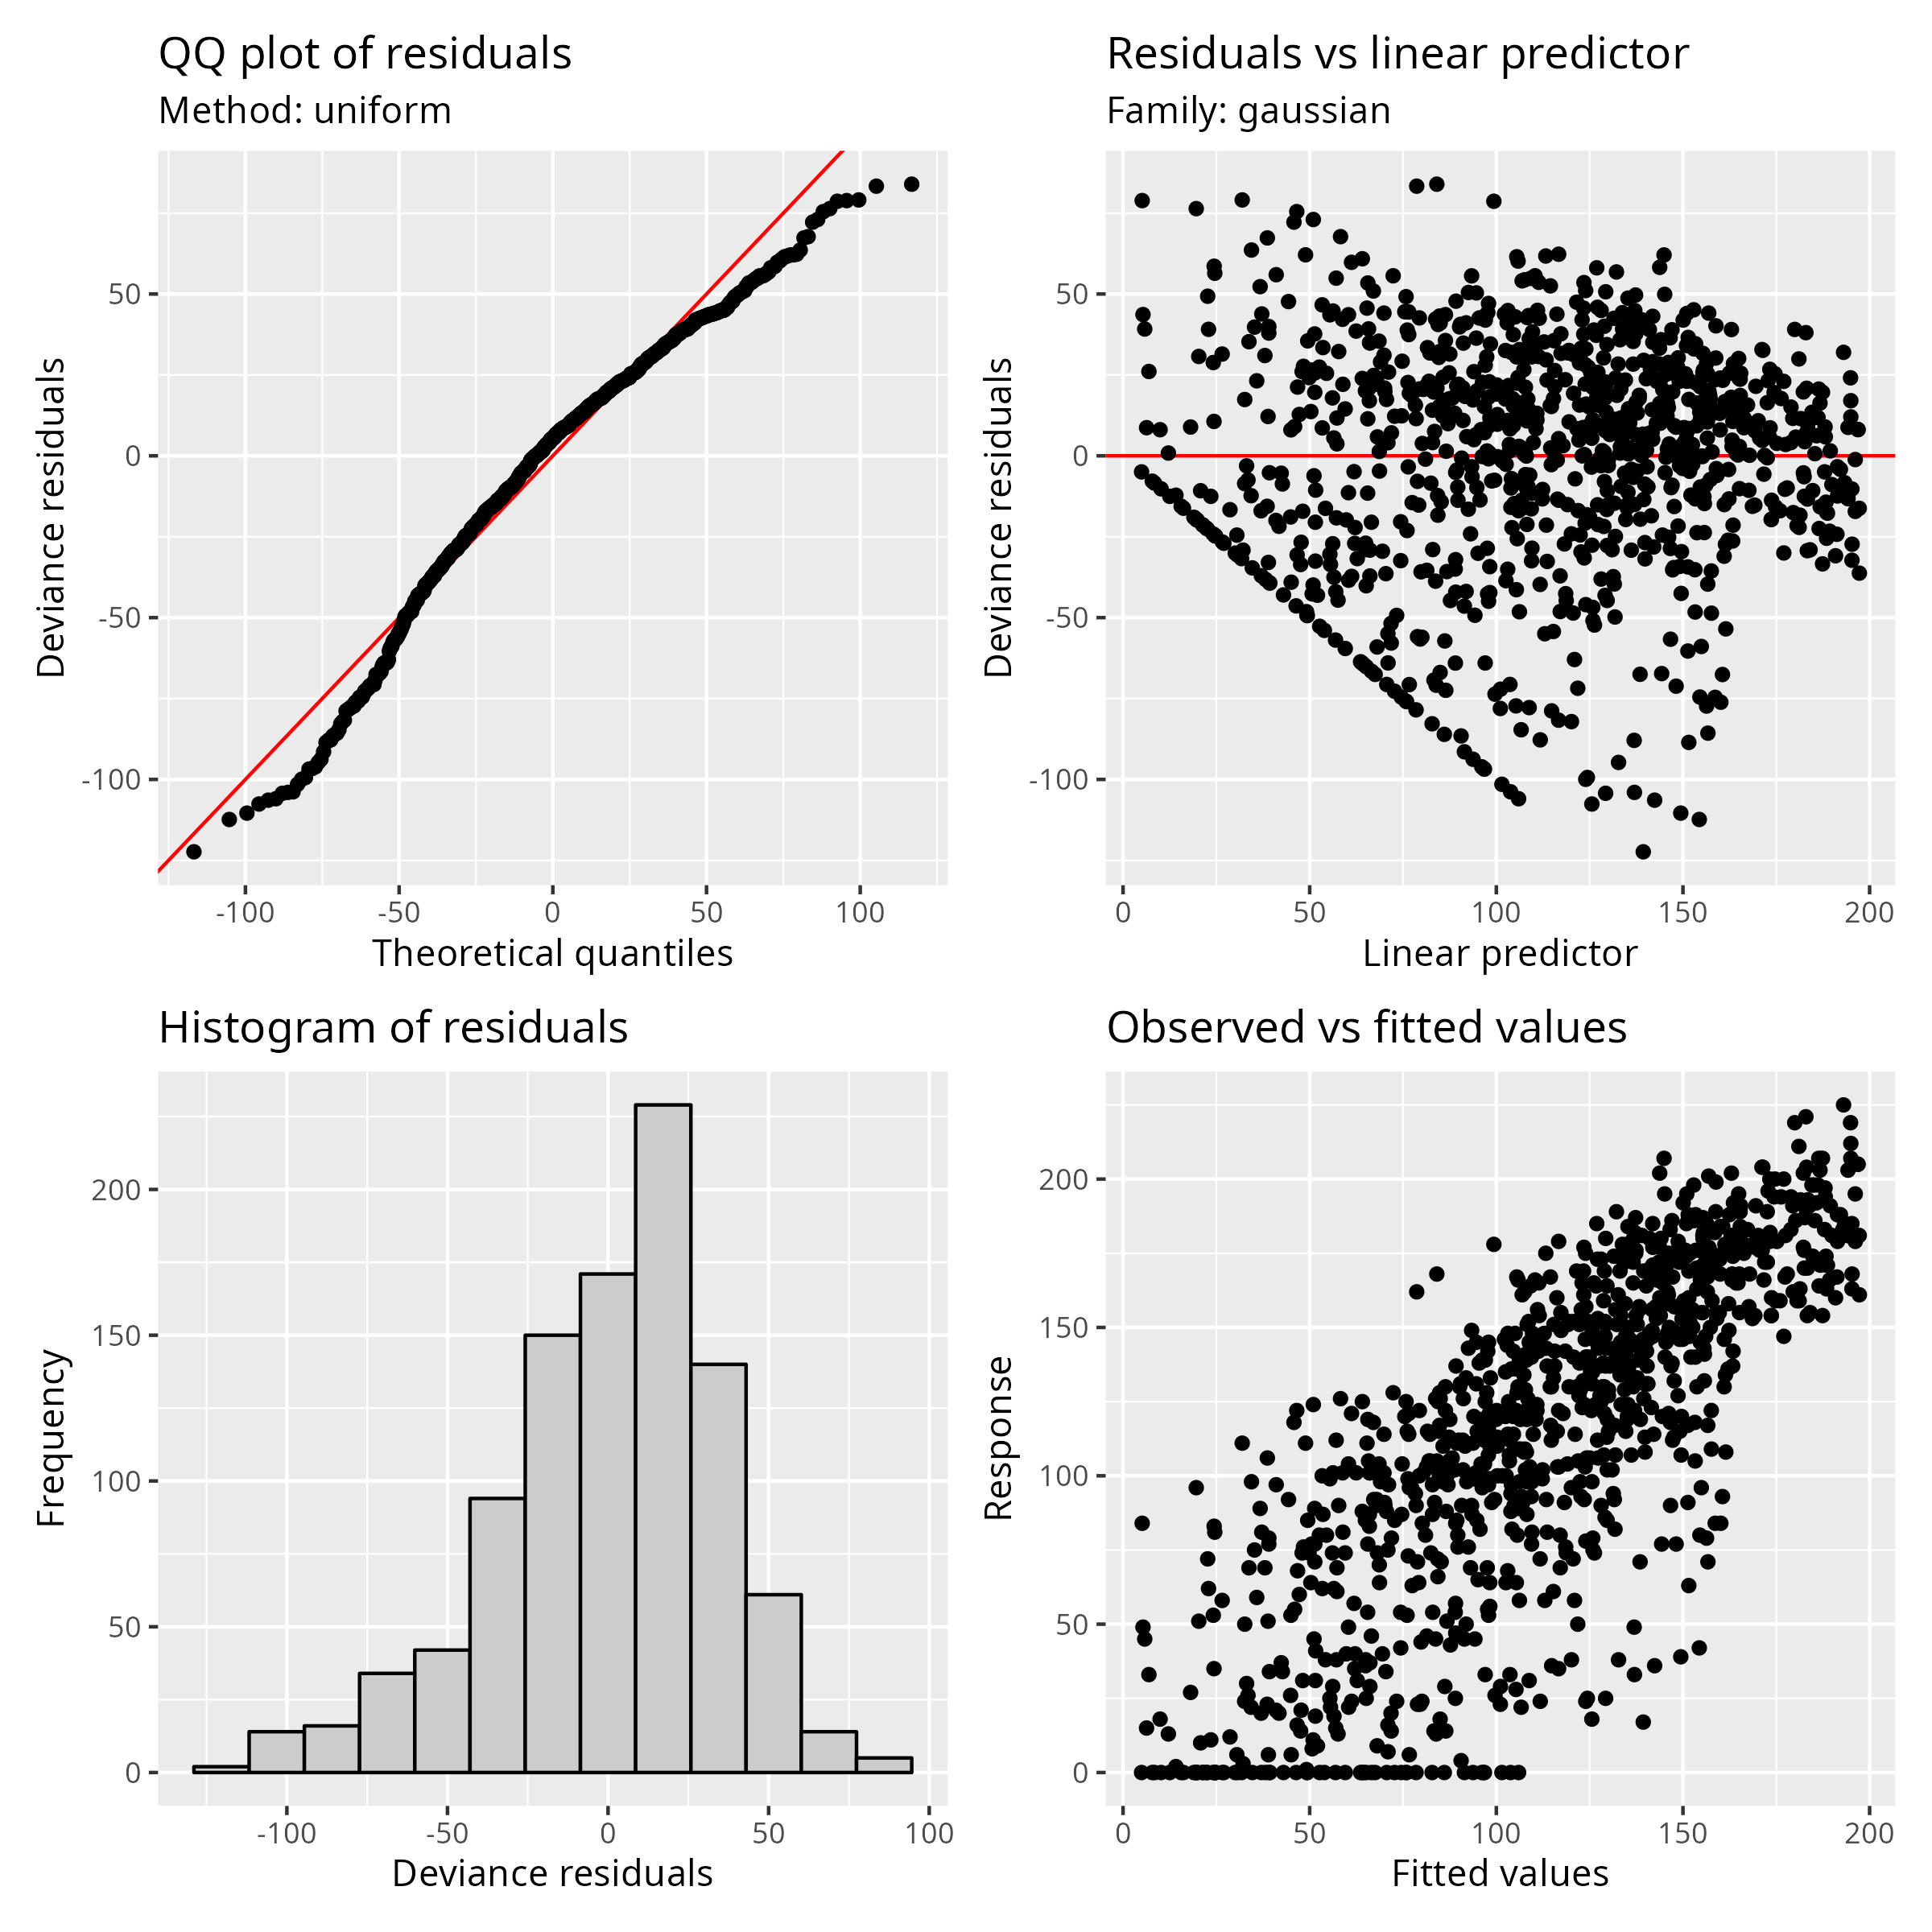 QQ plot of residuals
Method: uniform
Deviance residuals
50
0
-50
-100
-100
-50
0
50
100
Theoretical quantiles
Residuals vs linear predictor
Family: gaussian
Deviance residuals
50
0
-50
-100
0
50
100
150
200
Linear predictor
Histogram of residuals
Frequency
200
150
100
50
0
-100
-50
0
50
100
Deviance residuals
Observed vs fitted values
Response
200
150
100
50
0
0
50
100
150
200
Fitted values